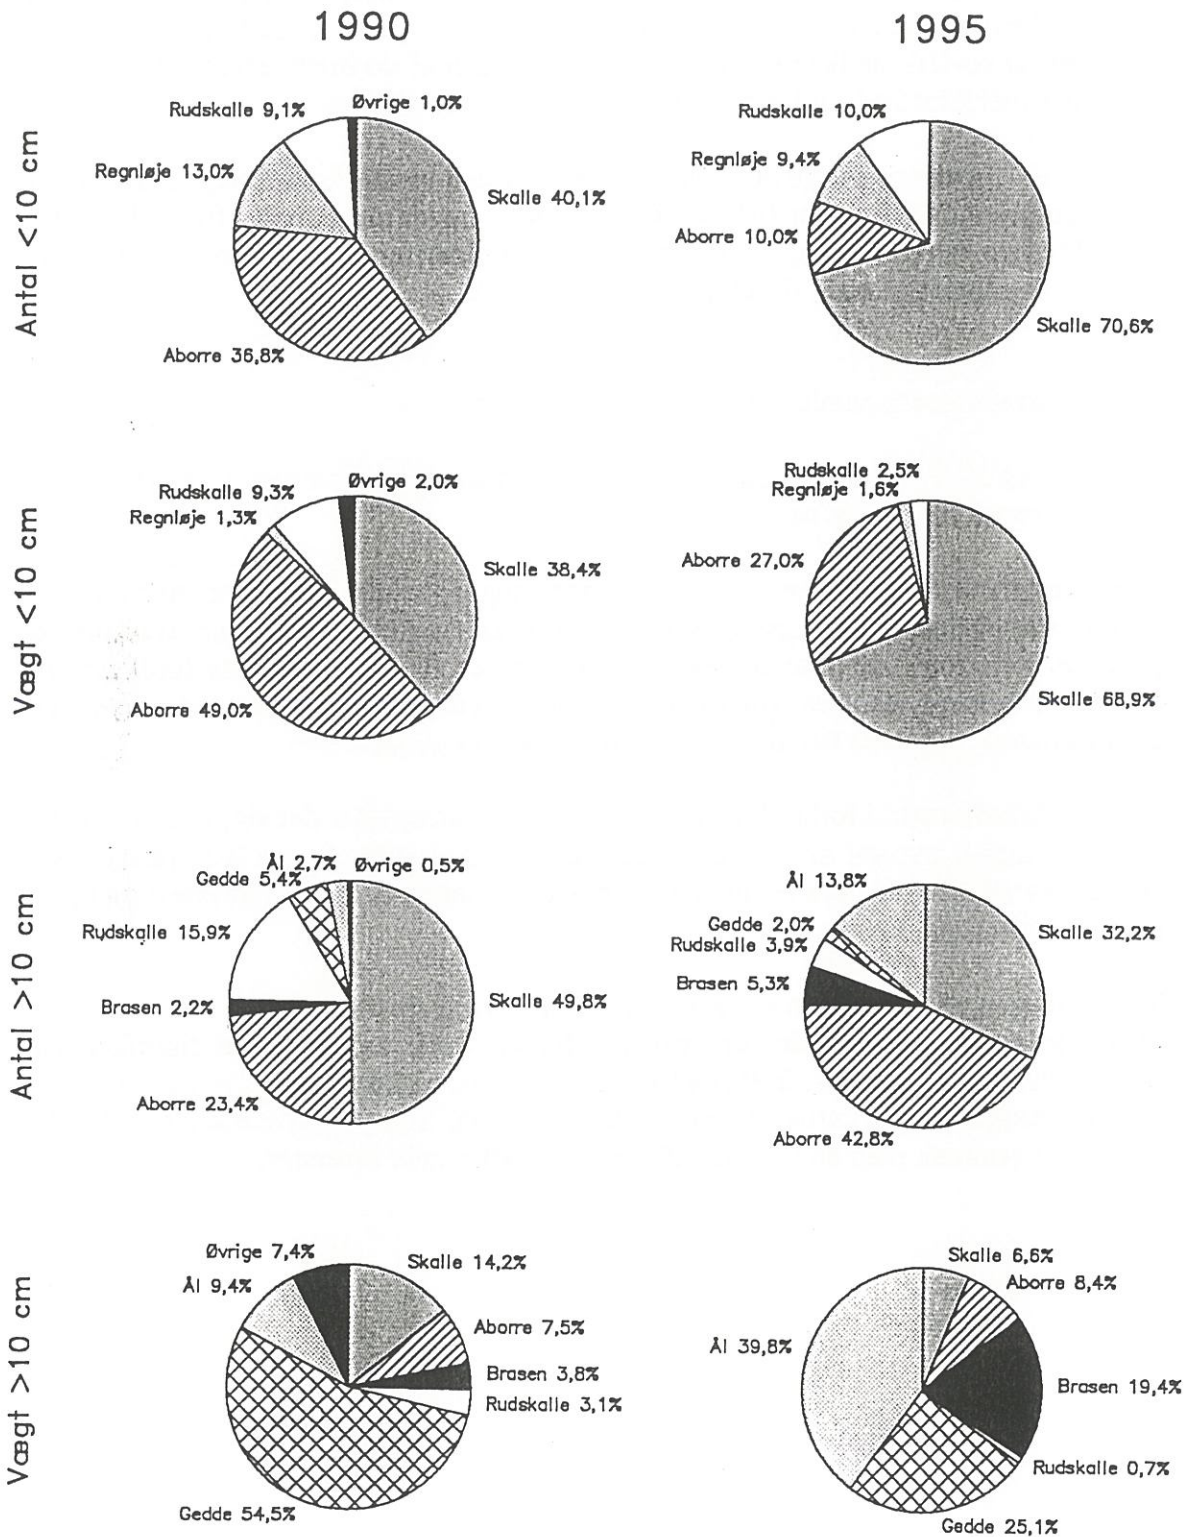 1990
1995
Antal <10 cm
Rudskalle 9,1%
Øvrige 1,0%
Regnløje 13,0%
Skalle 40,1%
Aborre 36,8%
Rudskalle 10,0%
Regnløje 9,4%
Aborre 10,0%
Skalle 70,6%
Vægt <10 cm
Rudskalle 9,3%
Øvrige 2,0%
Regnløje 1,3%
Skalle 38,4%
Aborre 49,0%
Rudskalle 2,5%
Regnløje 1,6%
Aborre 27,0%
Skalle 68,9%
Antal >10 cm
Ål 2,7%
Øvrige 0,5%
Gedde 5,4%
Rudskalle 15,9%
Brasen 2,2%
Skalle 49,8%
Aborre 23,4%
Ål 13,8%
Gedde 2,0%
Skalle 32,2%
Rudskalle 3,9%
Brasen 5,3%
Aborre 42,8%
Vægt >10 cm
Øvrige 7,4%
Skalle 14,2%
Ål 9,4%
Aborre 7,5%
Brasen 3,8%
Rudskalle 3,1%
Gedde 54,5%
Skalle 6,6%
Aborre 8,4%
Ål 39,8%
Brasen 19,4%
Rudskalle 0,7%
Gedde 25,1%